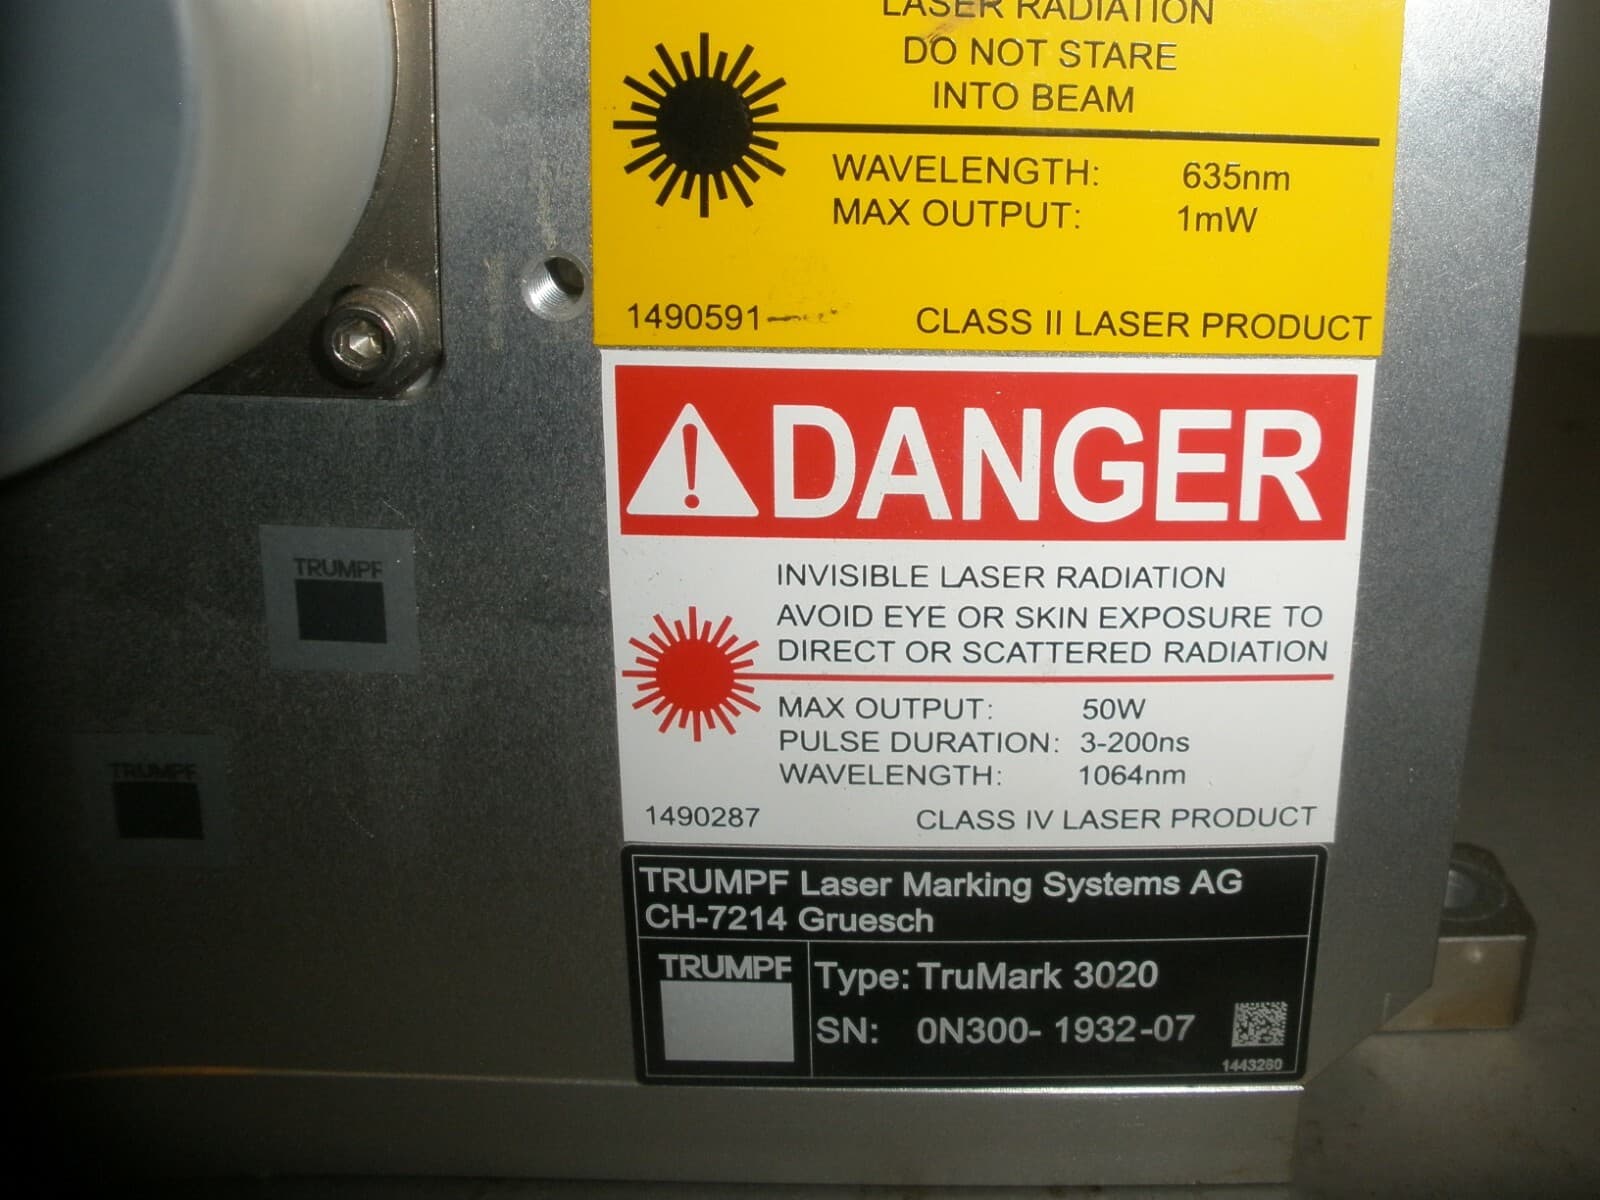 LASER RADIATION
DO NOT STARE
INTO BEAM
WAVELENGTH: 635nm
MAX OUTPUT: 1mW
1490591 CLASS II LASER PRODUCT
DANGER
INVISIBLE LASER RADIATION
AVOID EYE OR SKIN EXPOSURE TO
DIRECT OR SCATTERED RADIATION
MAX OUTPUT: 50W
PULSE DURATION: 3-200ns
WAVELENGTH: 1064nm
1490287 CLASS IV LASER PRODUCT
TRUMPF Laser Marking Systems AG
CH-7214 Gruesch
TRUMPF
Type: TruMark 3020
SN: 0N300- 1932-07
1443280
TRUMPF
TRUMPF